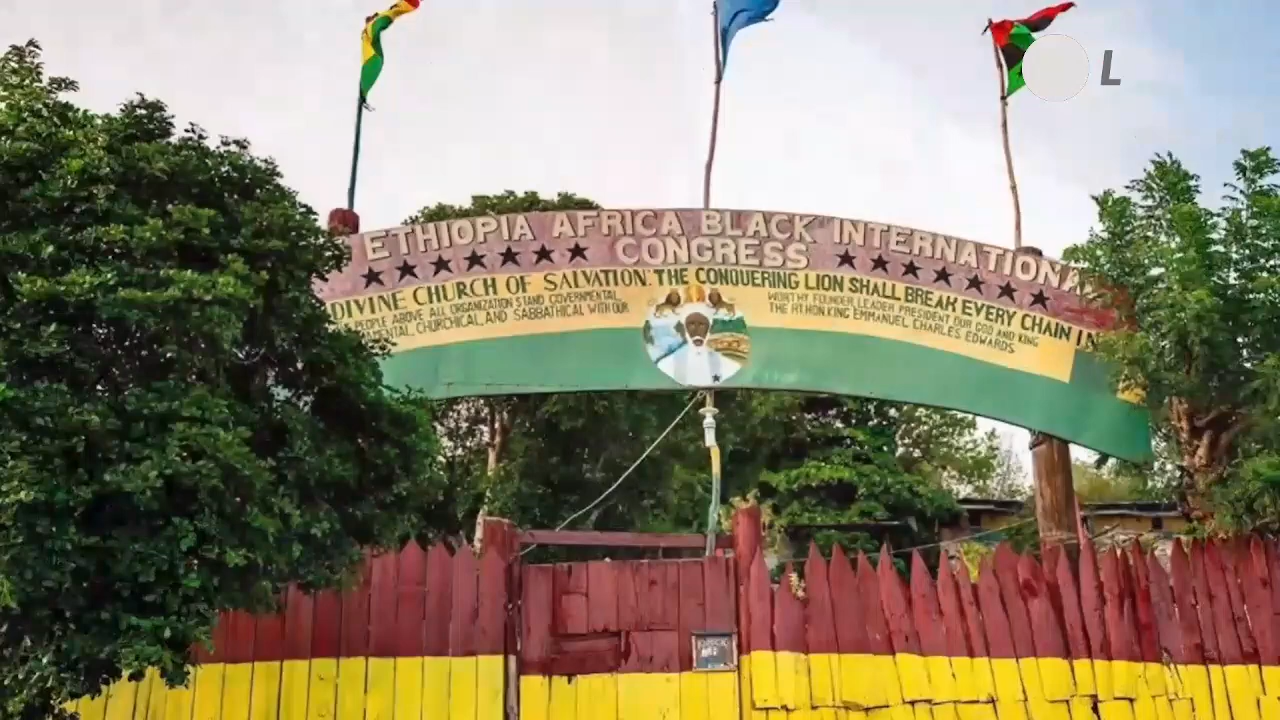 ETHIOPIA AFRICA BLACK INTERNATIONAL
CONGRESS
DIVINE CHURCH OF SALVATION. THE CONQUERING LION SHALL BREAK EVERY CHAIN IN
PEOPLE ABOVE ALL ORGANIZATION STAND GOVERNMENTAL
CHURCHICAL, AND SABBATHICAL WITH OUR
WORTHY FOUNDER, LEADER PRESIDENT OUR GOD AND KING
THE RT.HON KING EMMANUEL CHARLES EDWARDS.
L